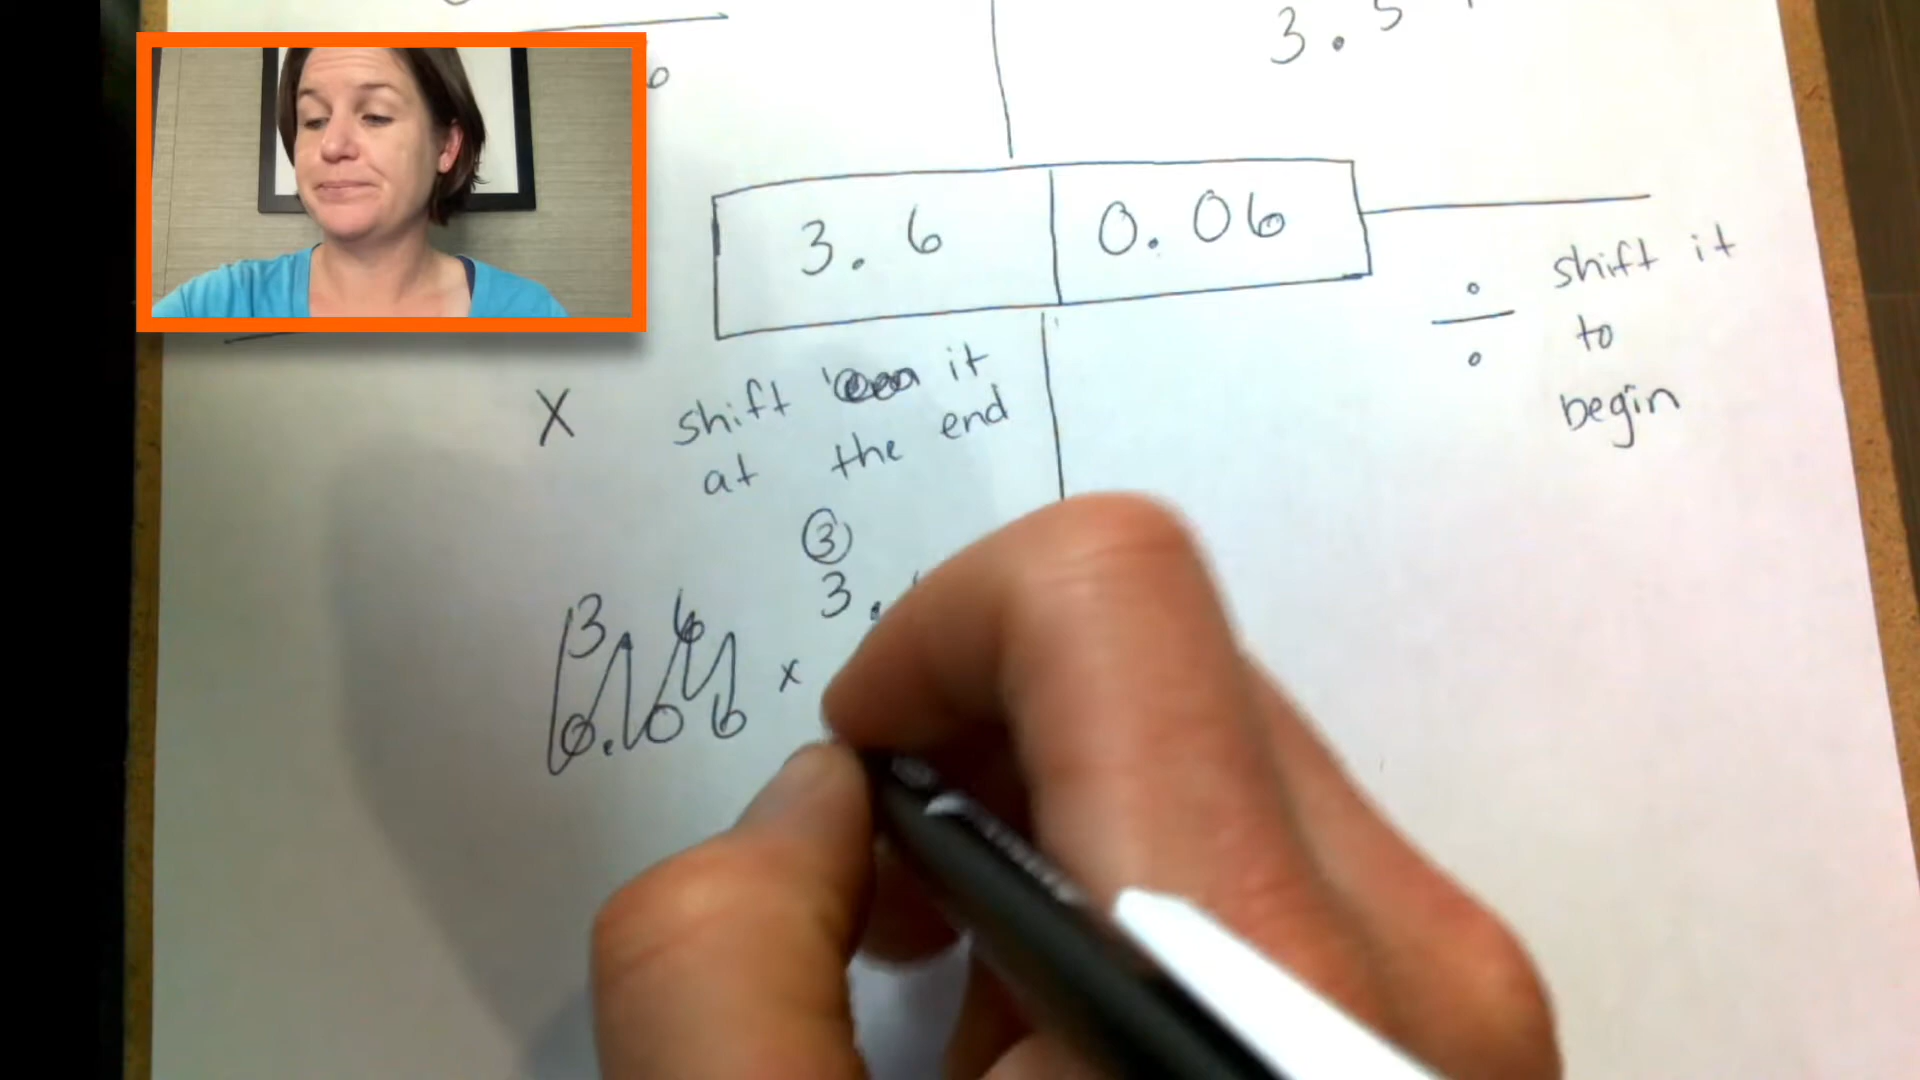 3.5
3.6 0.06
÷ shift it
to
begin
X shift it
at the end
3
3 6 3.
x
0.06